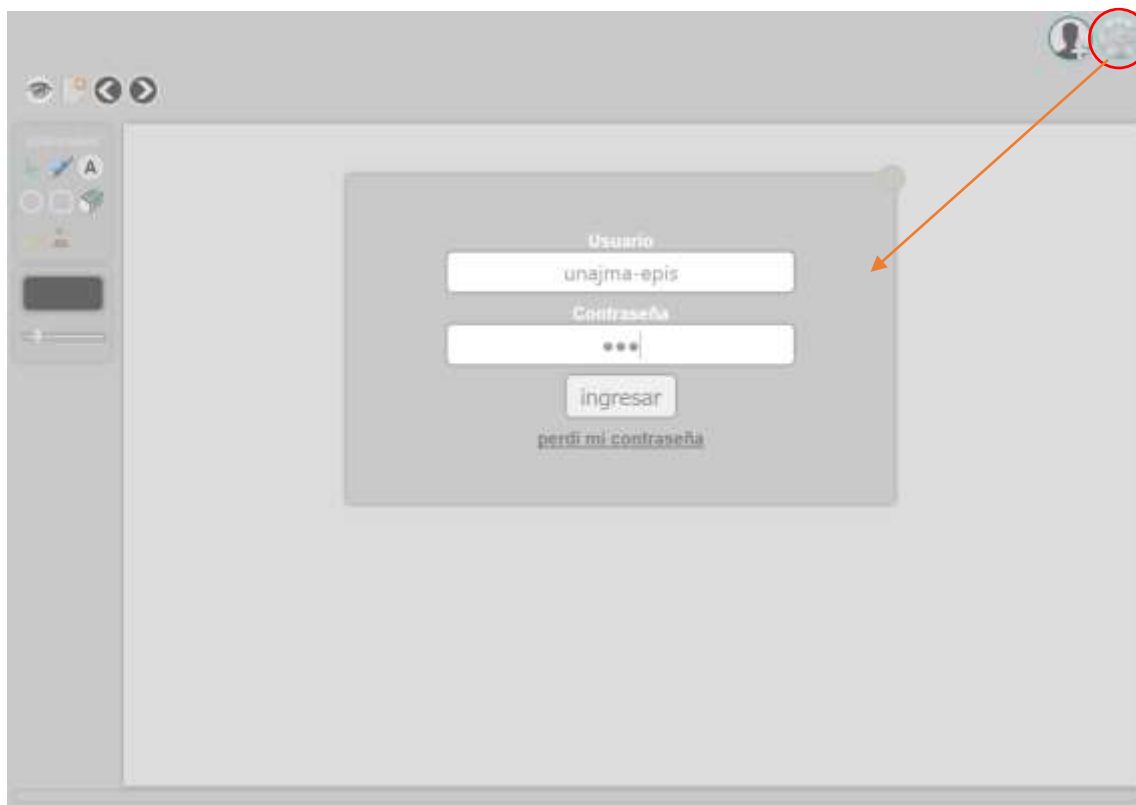 A
Usuario
unajma-epis
Contraseña
ingresar
perdi mi contraseña